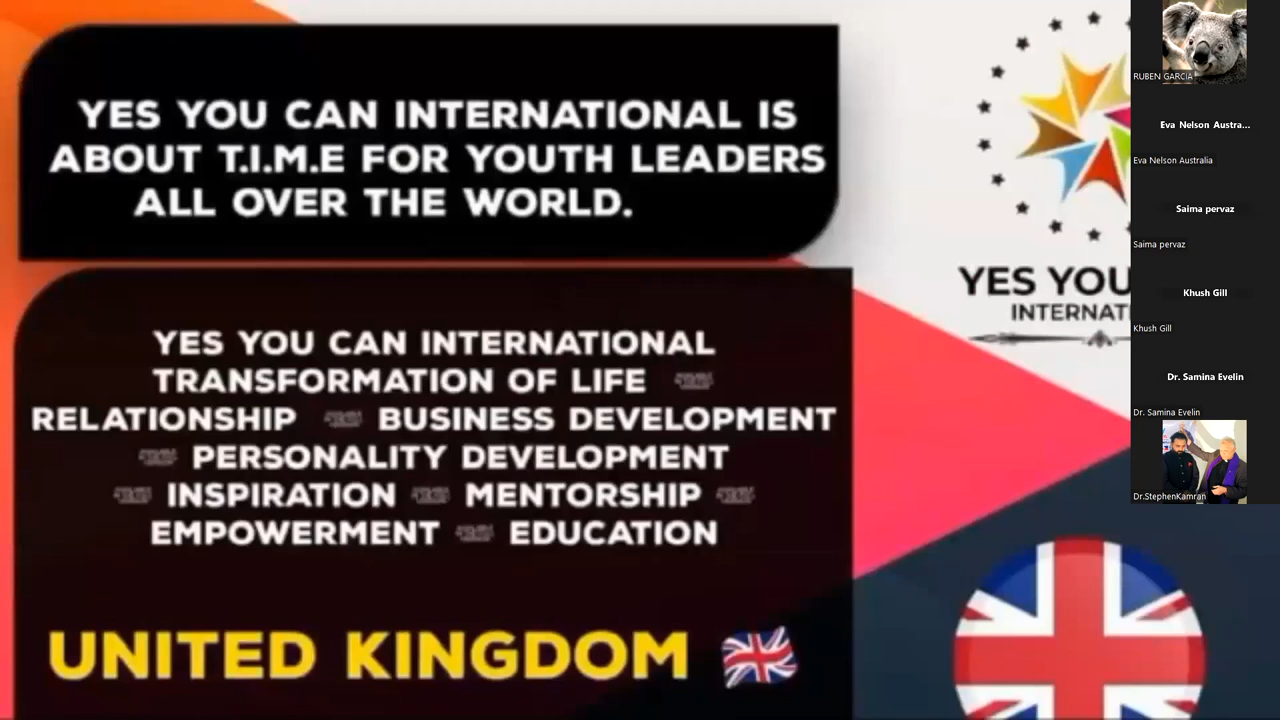 YES YOU CAN INTERNATIONAL IS
ABOUT T.I.M.E FOR YOUTH LEADERS
ALL OVER THE WORLD.
YES YOU CAN INTERNATIONAL
TRANSFORMATION OF LIFE
RELATIONSHIP BUSINESS DEVELOPMENT
PERSONALITY DEVELOPMENT
INSPIRATION MENTORSHIP
EMPOWERMENT EDUCATION
UNITED KINGDOM
YES YOU
INTERNATI
RUBEN GARCIA
Eva Nelson Austra...
Eva Nelson Australia
Saima pervaz
Saima pervaz
Khush Gill
Khush Gill
Dr. Samina Evelin
Dr. Samina Evelin
Dr.StephenKamran